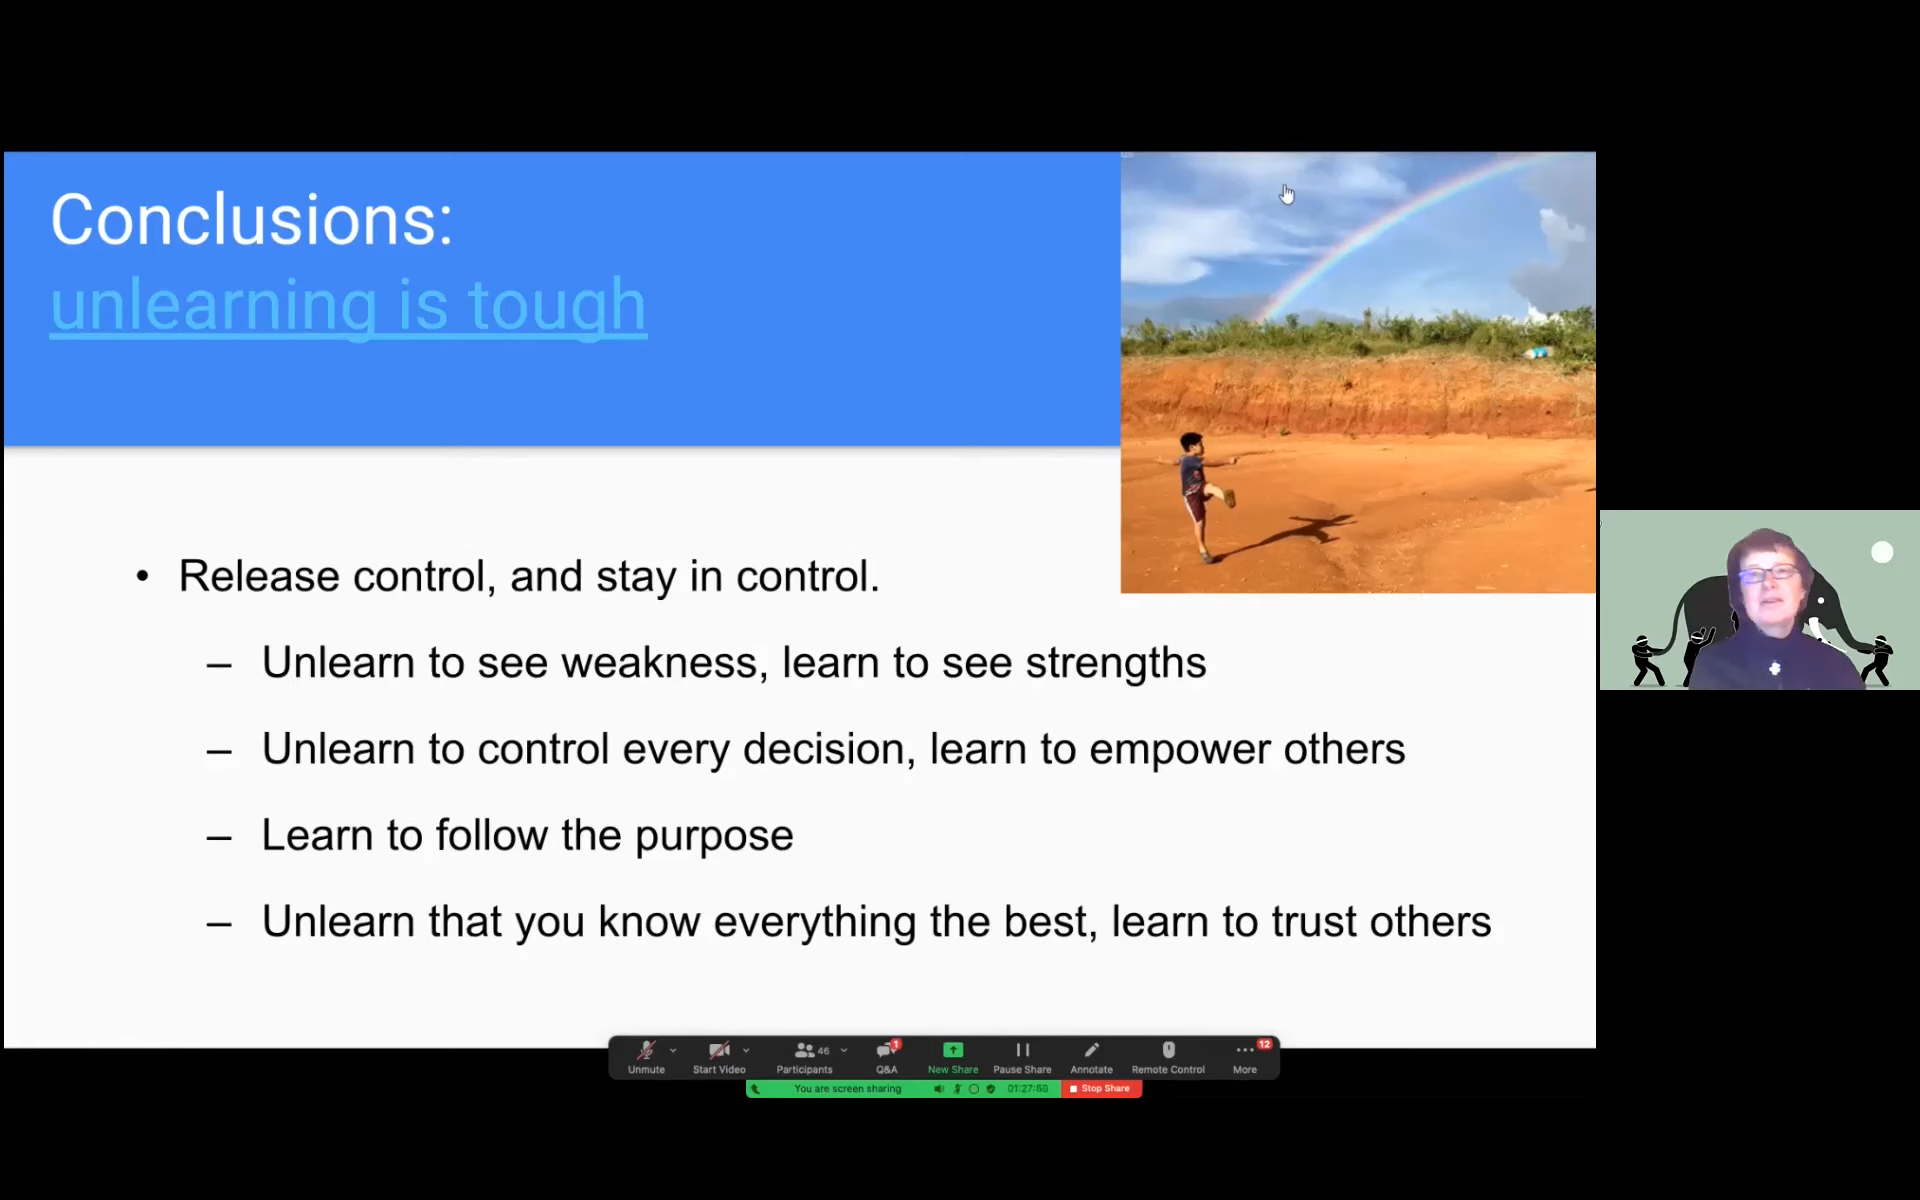 Conclusions:
unlearning is tough
• Release control, and stay in control.
– Unlearn to see weakness, learn to see strengths
– Unlearn to control every decision, learn to empower others
– Learn to follow the purpose
– Unlearn that you know everything the best, learn to trust others
46 1 12
Unmute Start Video Participants Q&A New Share Pause Share Annotate Remote Control More
You are screen sharing Stop Share